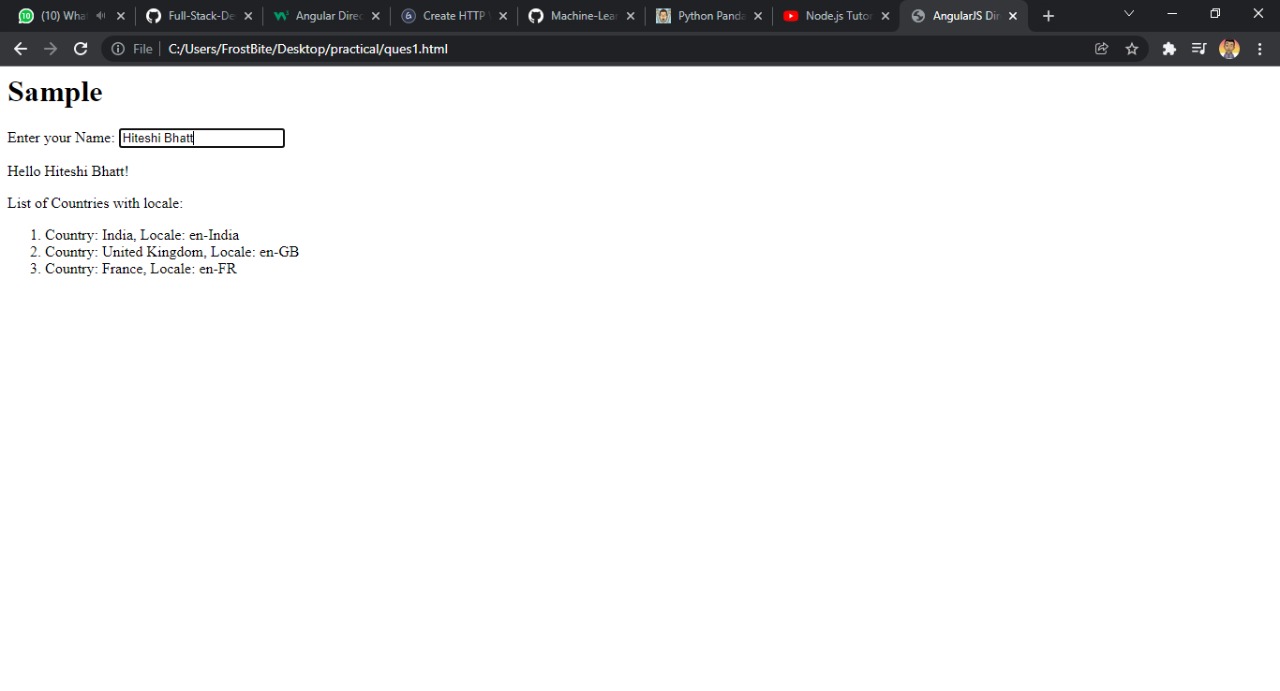 (10) Wha
Full-Stack-De
Angular Direc
Create HTTP
Machine-Lea
Python Panda
Node.js Tutor
AngularJS Dir
File
C:/Users/FrostBite/Desktop/practical/ques1.html
Sample
Enter your Name: Hiteshi Bhatt
Hello Hiteshi Bhatt!
List of Countries with locale:
1. Country: India, Locale: en-India
2. Country: United Kingdom, Locale: en-GB
3. Country: France, Locale: en-FR